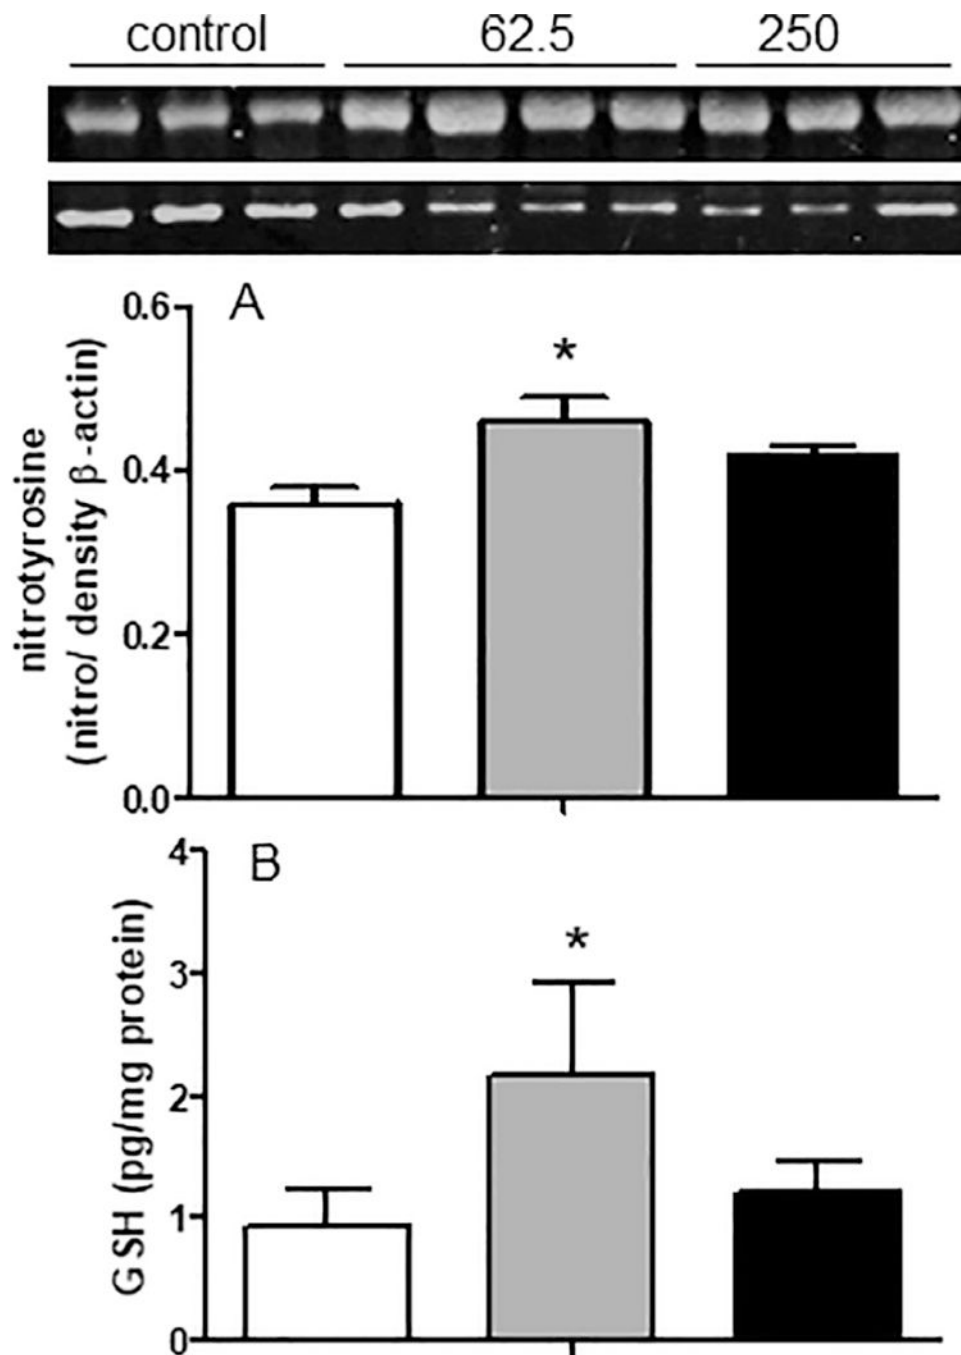 control 62.5 250
A
nitrotyrosine
(nitro/ density β-actin)
0.6
*
0.4
0.2
0.0
B
GSH (pg/mg protein)
4
3
*
2
1
0